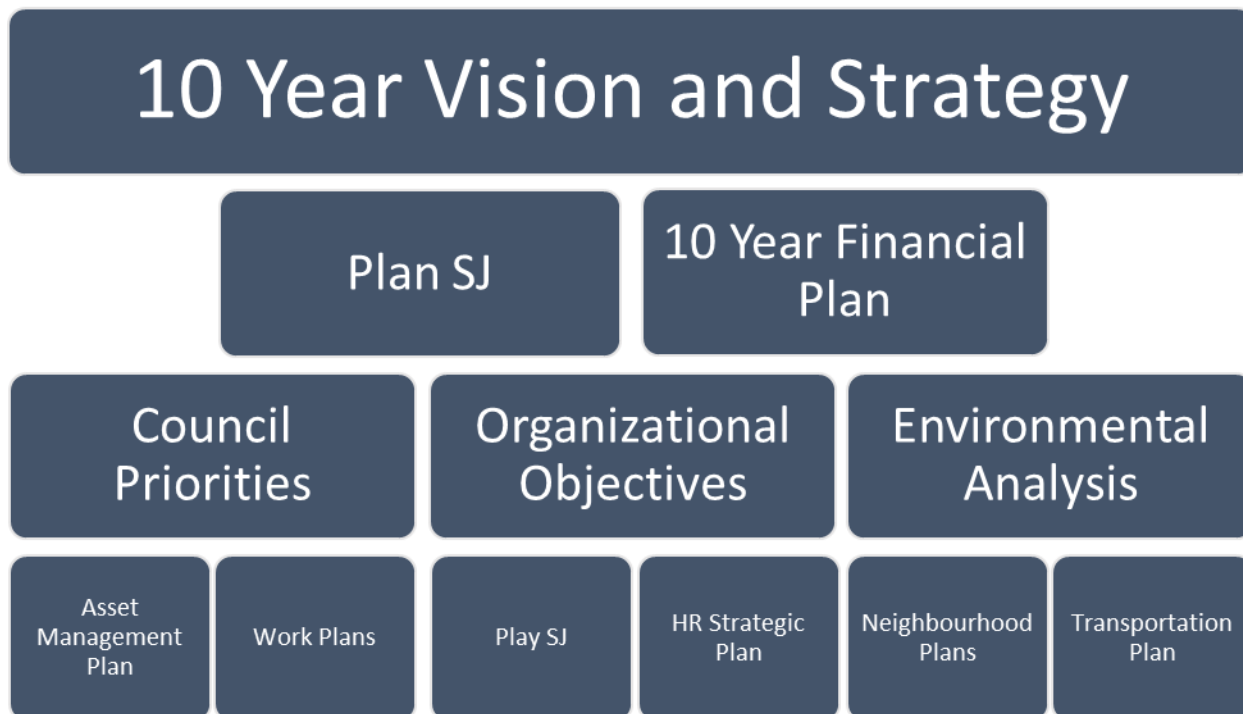 10 Year Vision and Strategy
Plan SJ
10 Year Financial
Plan
Council
Priorities
Organizational
Objectives
Environmental
Analysis
Asset
Management
Plan
Work Plans
Play SJ
HR Strategic
Plan
Neighbourhood
Plans
Transportation
Plan